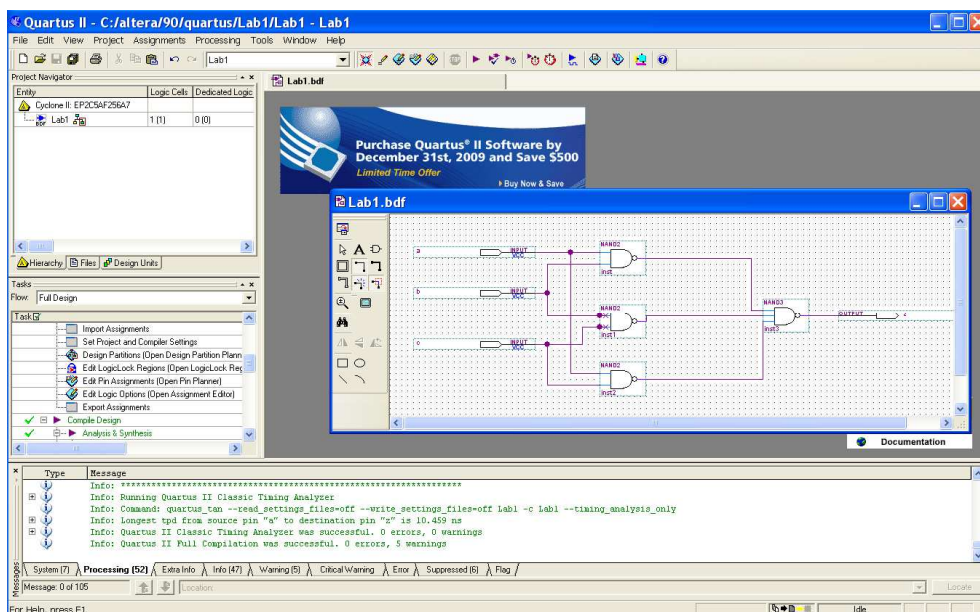 Quartus II - C:/altera/90/quartus/Lab1/Lab1 - Lab1
File Edit View Project Assignments Processing Tools Window Help
Lab1
Project Navigator
Entity Logic Cells Dedicated Logic
Cyclone II: EP2C5AF256A7
Lab1 1 (1) 0 (0)
Hierarchy Files Design Units
Tasks
Flow: Full Design
Task
Import Assignments
Set Project and Compiler Settings
Design Partitions (Open Design Partition Plann
Edit LogicLock Regions (Open LogicLock Reg
Edit Pin Assignments (Open Pin Planner)
Edit Logic Options (Open Assignment Editor)
Export Assignments
Compile Design
Analysis & Synthesis
Lab1.bdf
Purchase Quartus® II Software by
December 31st, 2009 and Save $500
Limited Time Offer
Buy Now & Save
Lab1.bdf
a INPUT VCC
b INPUT VCC
c INPUT VCC
NAND2
inst
NAND2
inst1
NAND2
inst2
NAND3
inst3
OUTPUT
Documentation
Type Message
Info: Running Quartus II Classic Timing Analyzer
Info: Command: quartus_tan --read_settings_files=off --write_settings_files=off Lab1 -c Lab1 --timing_analysis_only
Info: Longest tpd from source pin "a" to destination pin "z" is 10.459 ns
Info: Quartus II Classic Timing Analyzer was successful. 0 errors, 0 warnings
Info: Quartus II Full Compilation was successful. 0 errors, 5 warnings
System (7) Processing (52) Extra Info Info (47) Warning (5) Critical Warning Error Suppressed (6) Flag
Messages
Message: 0 of 105 Location: Locate
For Help, press F1 Idle